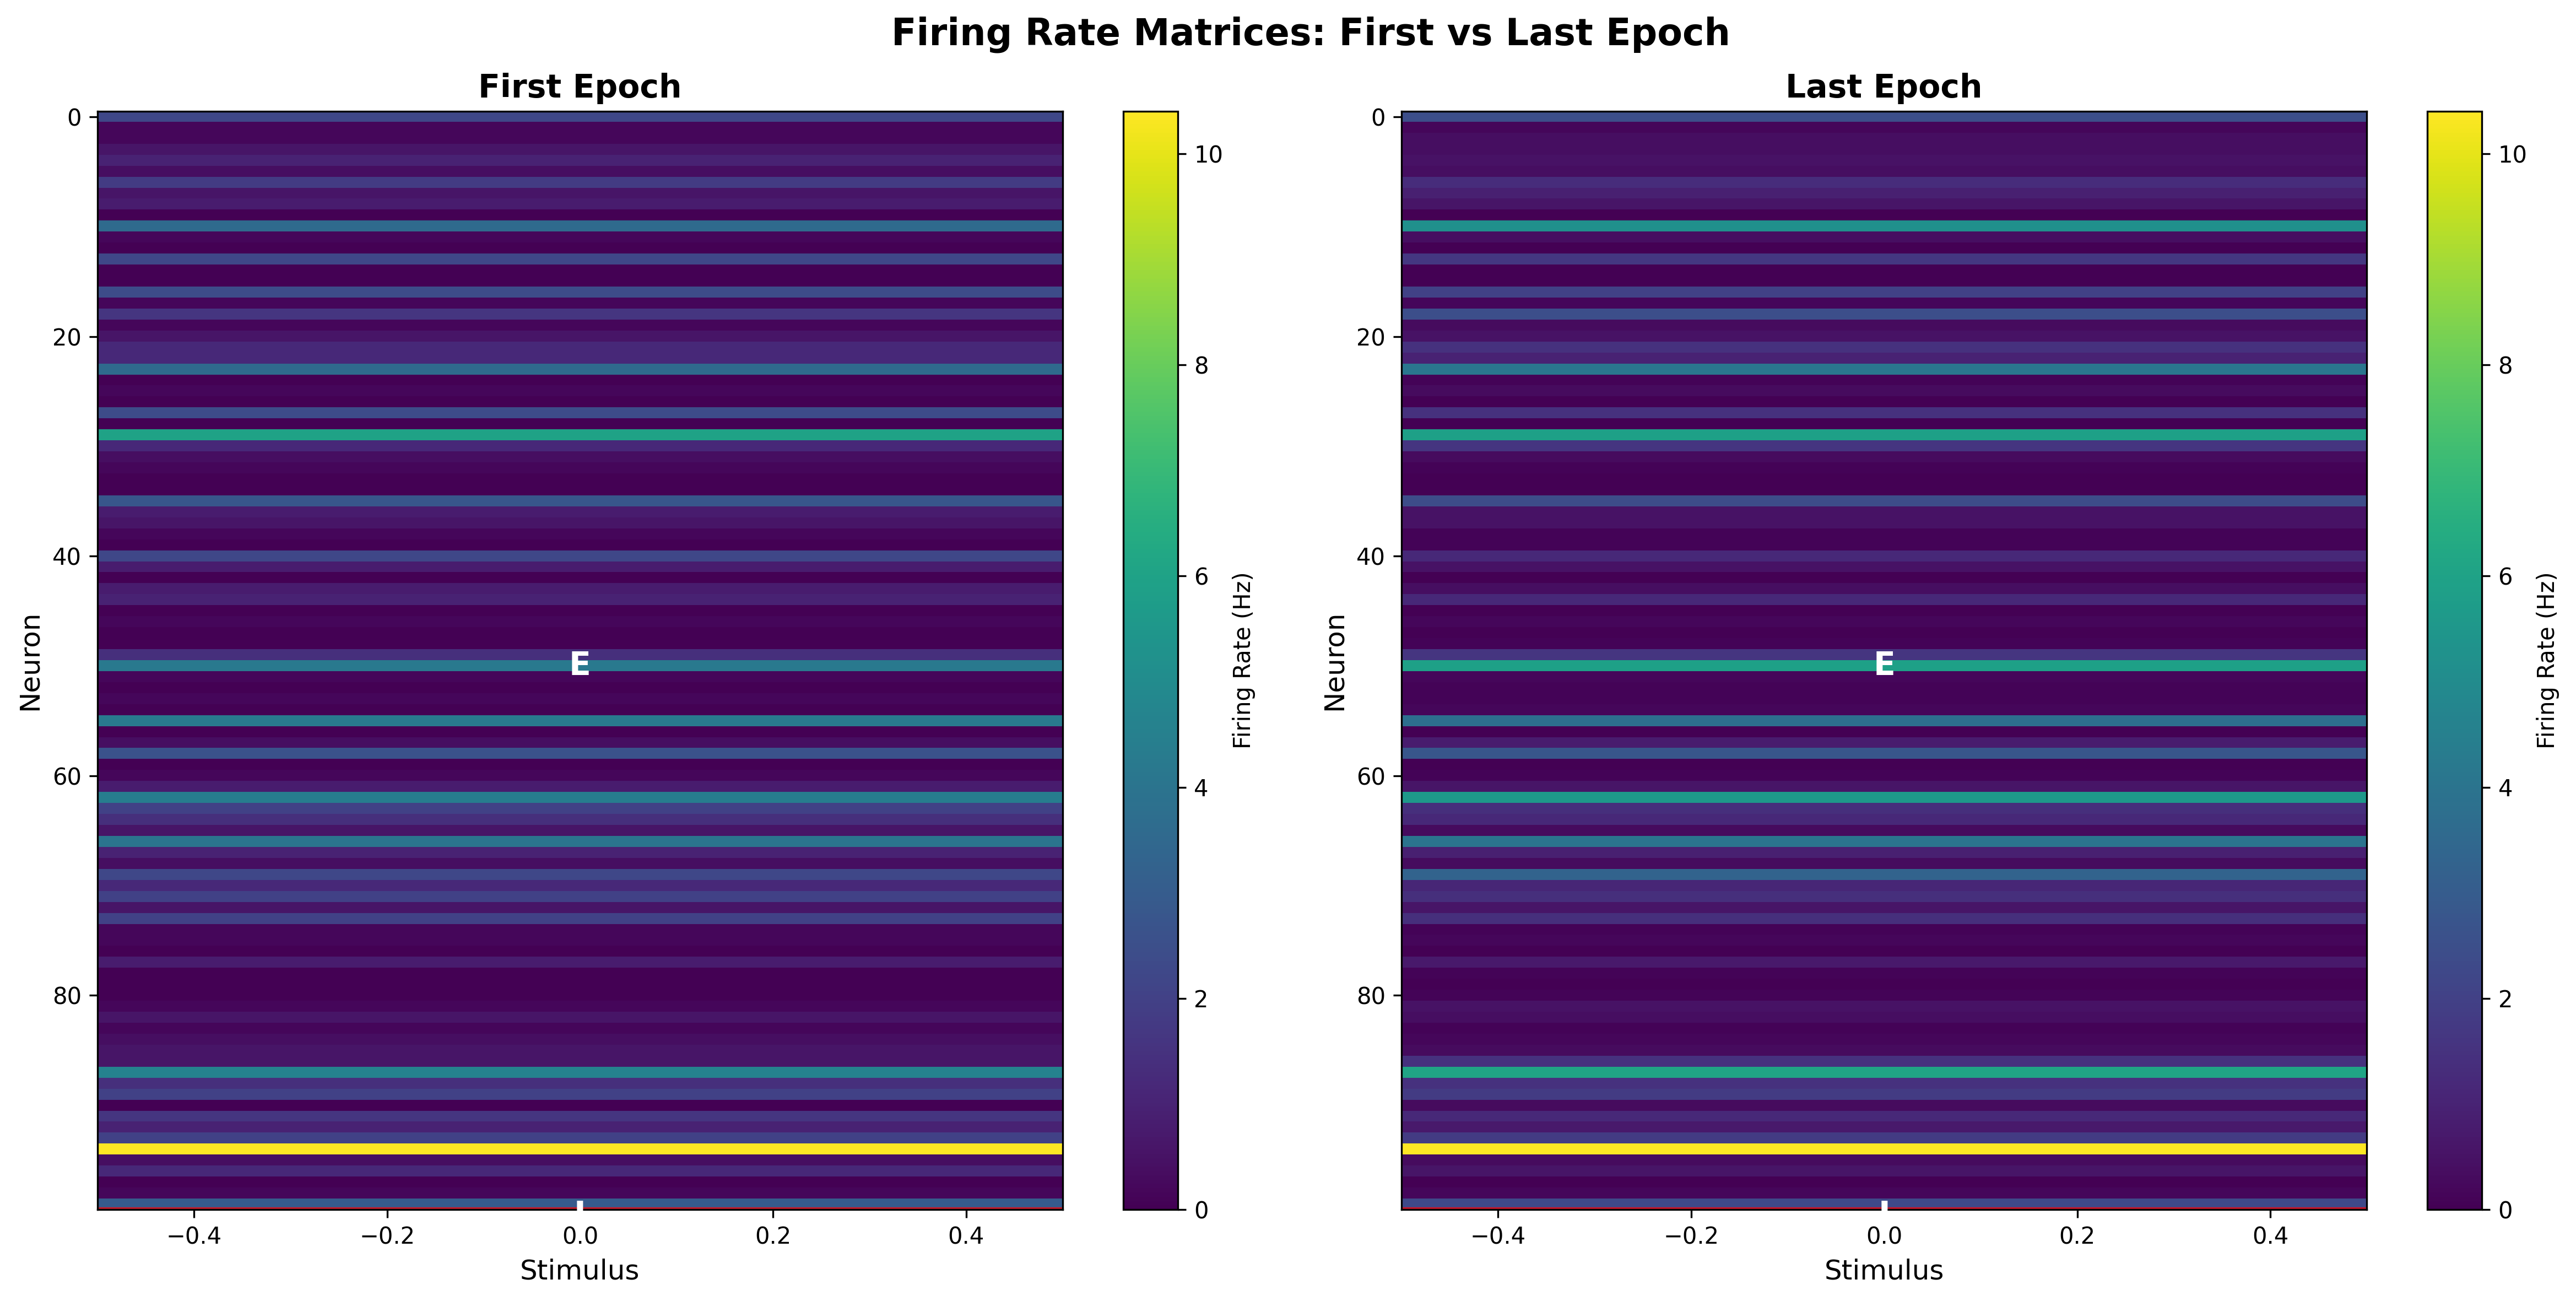 Firing Rate Matrices: First vs Last Epoch
First Epoch
Neuron
0
20
40
60
80
E
−0.4
−0.2
0.0
0.2
0.4
Stimulus
10
8
6
4
2
0
Firing Rate (Hz)
Last Epoch
Neuron
0
20
40
60
80
E
−0.4
−0.2
0.0
0.2
0.4
Stimulus
10
8
6
4
2
0
Firing Rate (Hz)